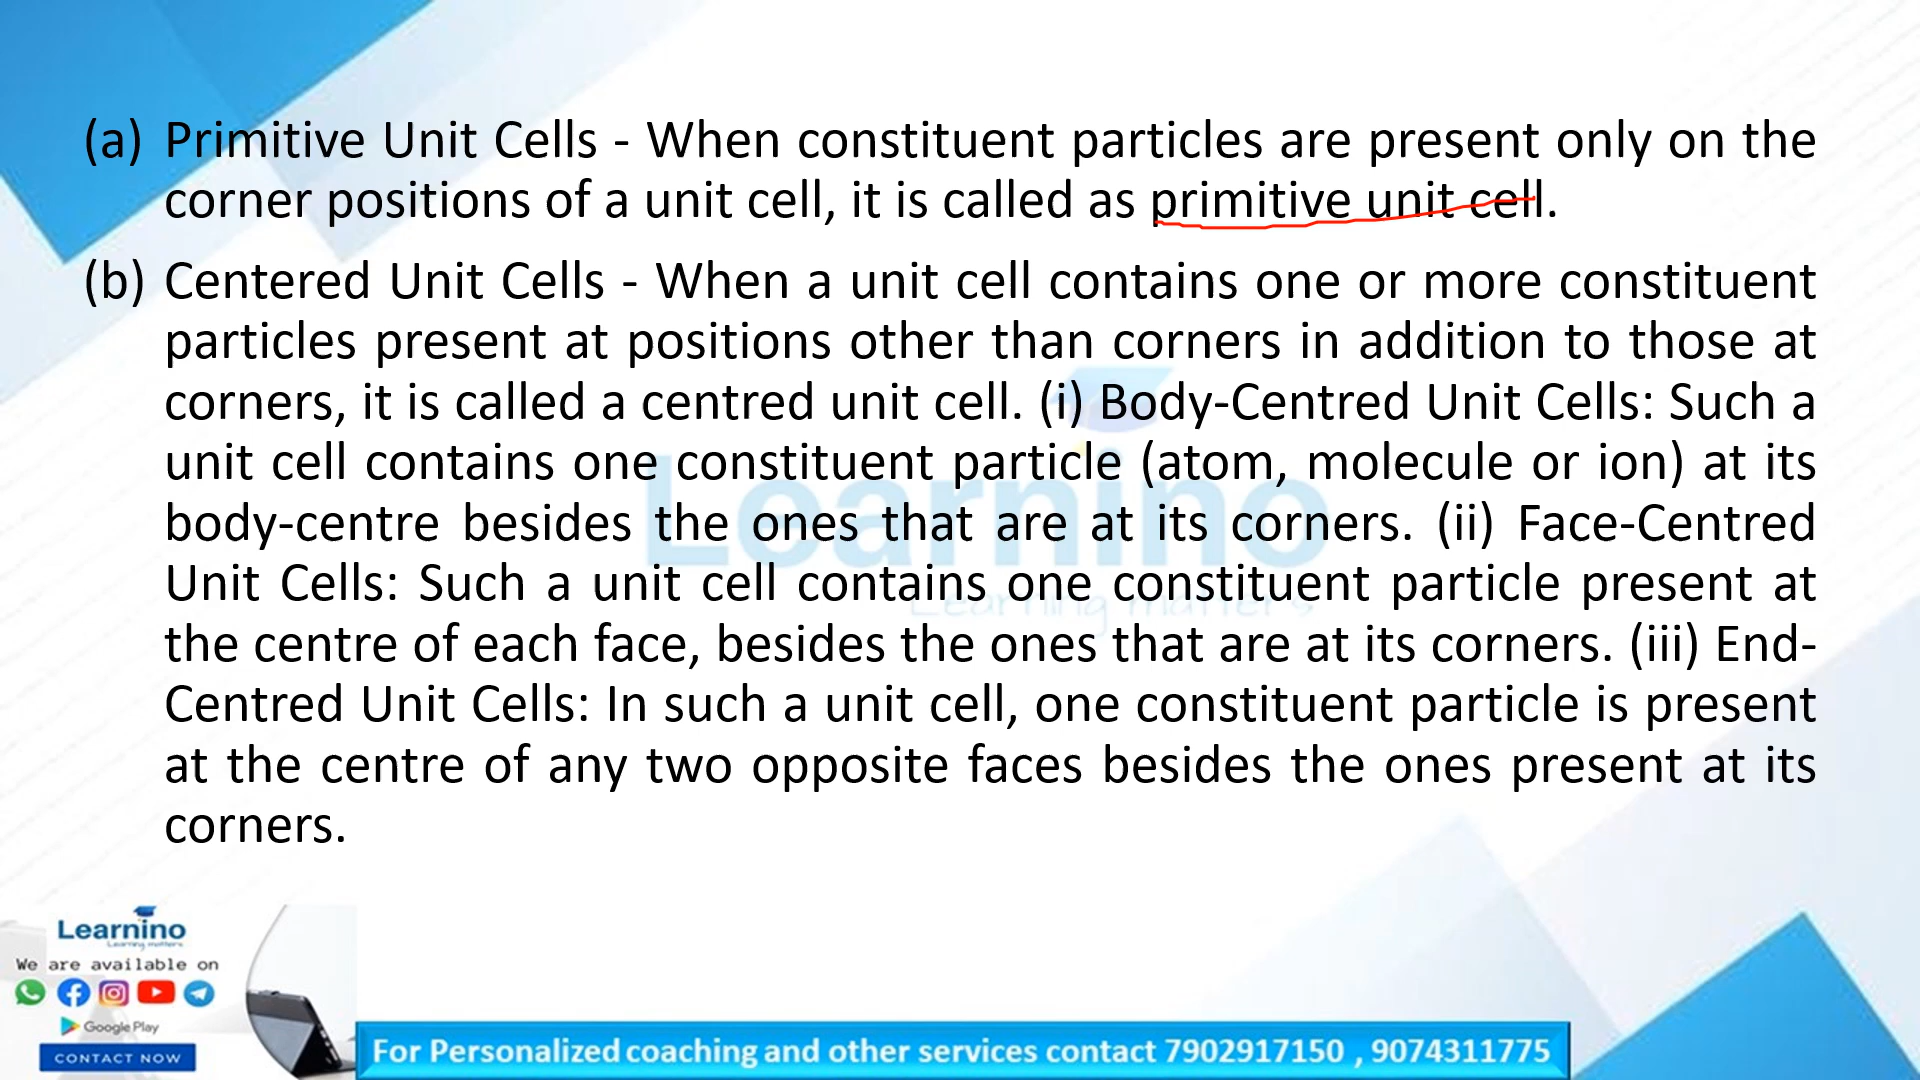 (a) Primitive Unit Cells - When constituent particles are present only on the
corner positions of a unit cell, it is called as primitive unit cell.
(b) Centered Unit Cells - When a unit cell contains one or more constituent
particles present at positions other than corners in addition to those at
corners, it is called a centred unit cell. (i) Body-Centred Unit Cells: Such a
unit cell contains one constituent particle (atom, molecule or ion) at its
body-centre besides the ones that are at its corners. (ii) Face-Centred
Unit Cells: Such a unit cell contains one constituent particle present at
the centre of each face, besides the ones that are at its corners. (iii) End-
Centred Unit Cells: In such a unit cell, one constituent particle is present
at the centre of any two opposite faces besides the ones present at its
corners.
Learnino
Learning matters
Learnino
Learning matters
We are available on
Google Play
CONTACT NOW
For Personalized coaching and other services contact 7902917150 , 9074311775